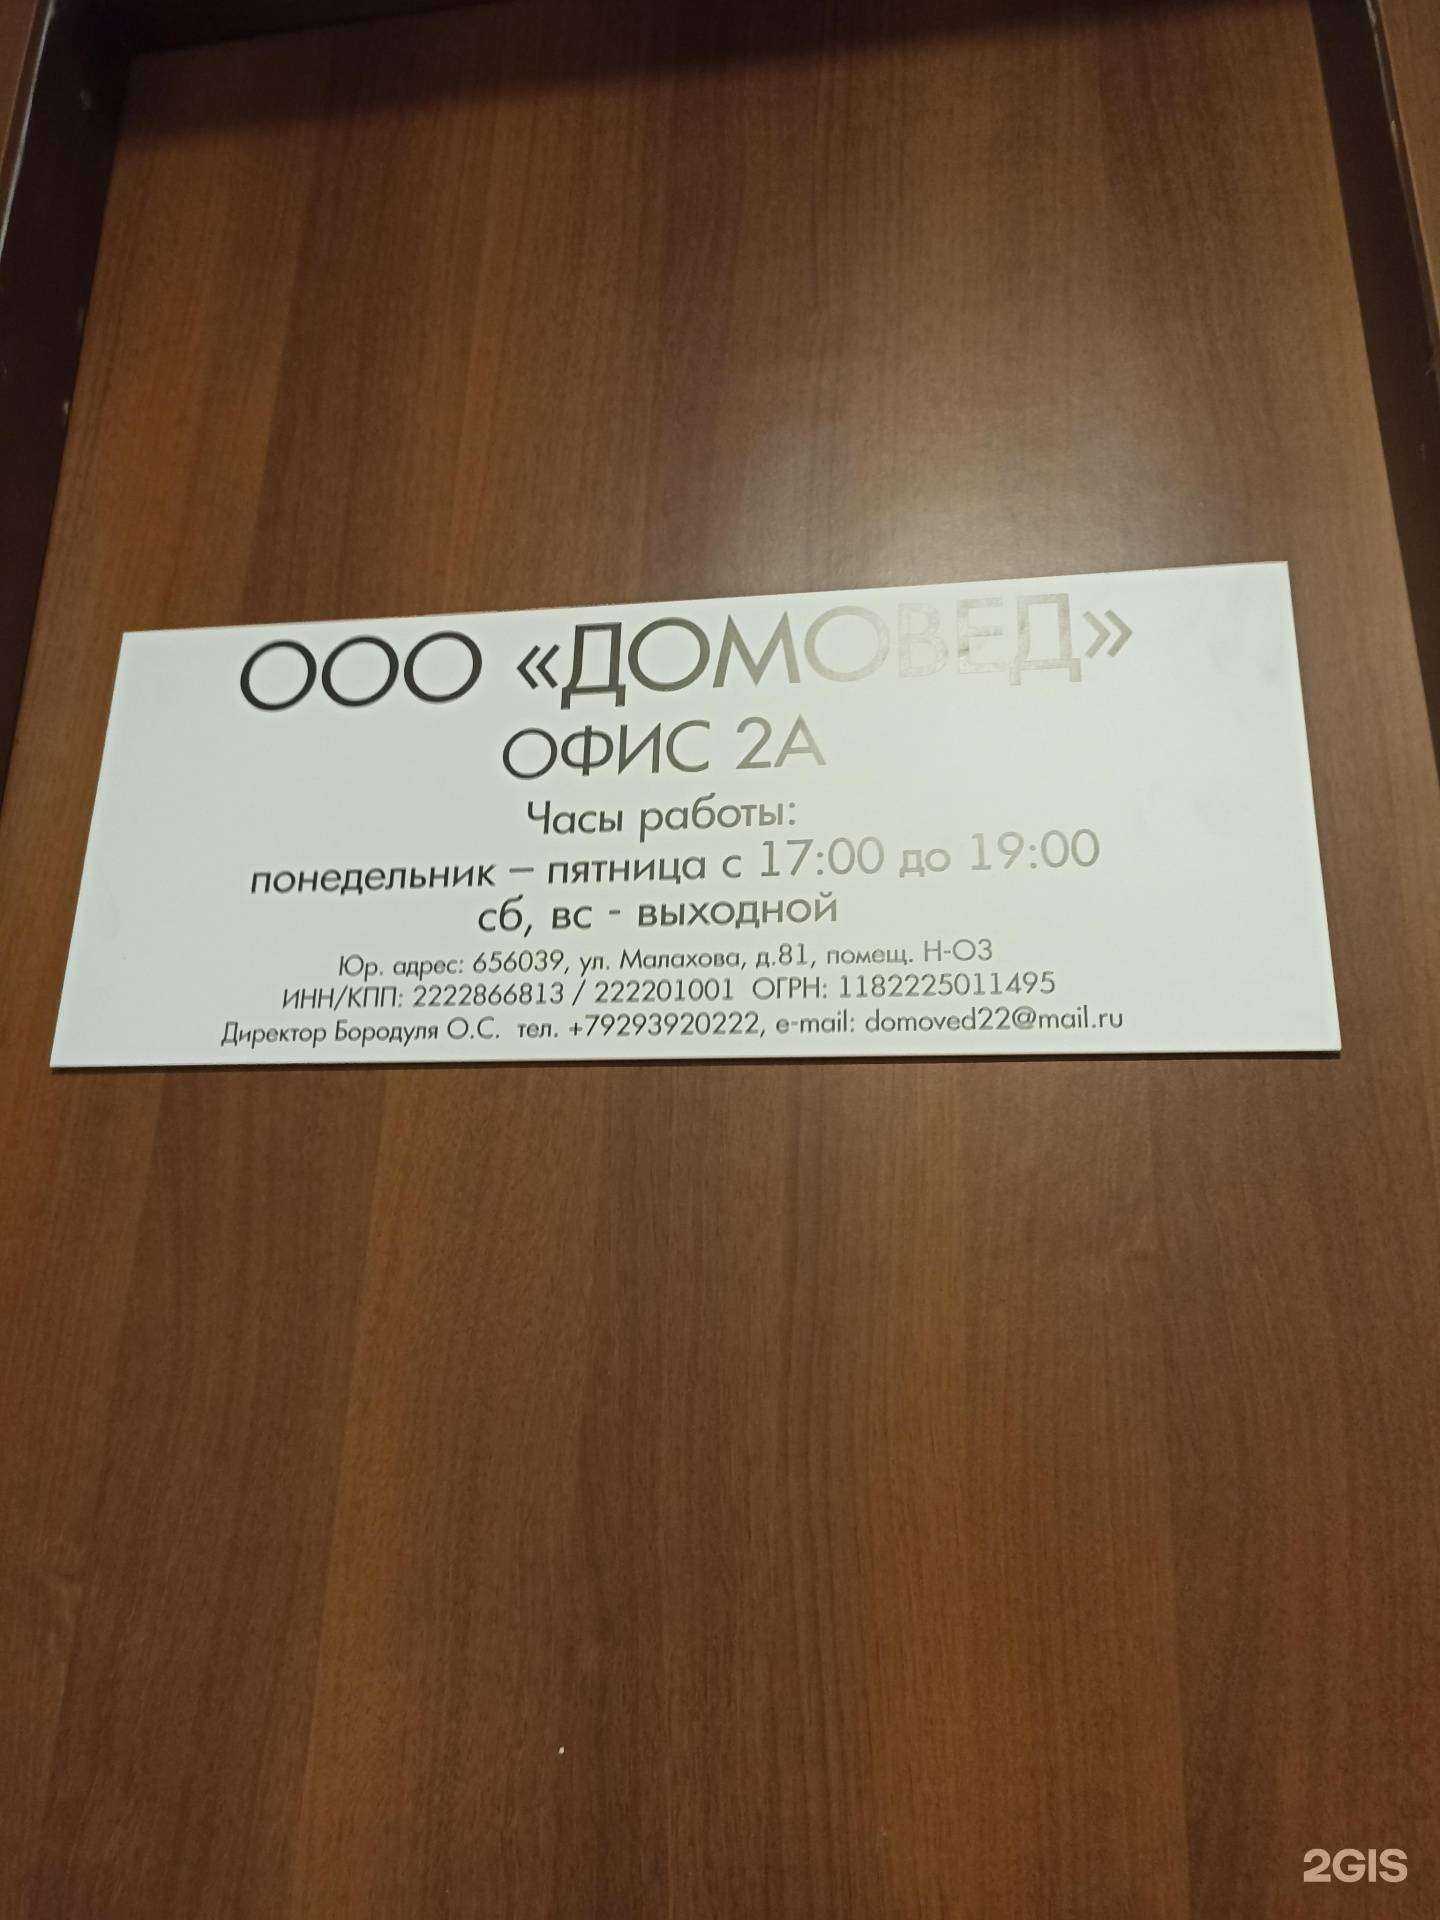 ООО «ДОМОВЕД»
ОФИС 2А
Часы работы:
понедельник – пятница с 17:00 до 19:00
сб, вс - выходной
Юр. адрес: 656039, ул. Малахова, д.81, помещ. Н-ОЗ
ИНН/КПП: 2222866813 / 222201001 ОГРН: 1182225011495
Директор Бородуля О.С. тел. +79293920222, e-mail: domoved22@mail.ru
2GIS